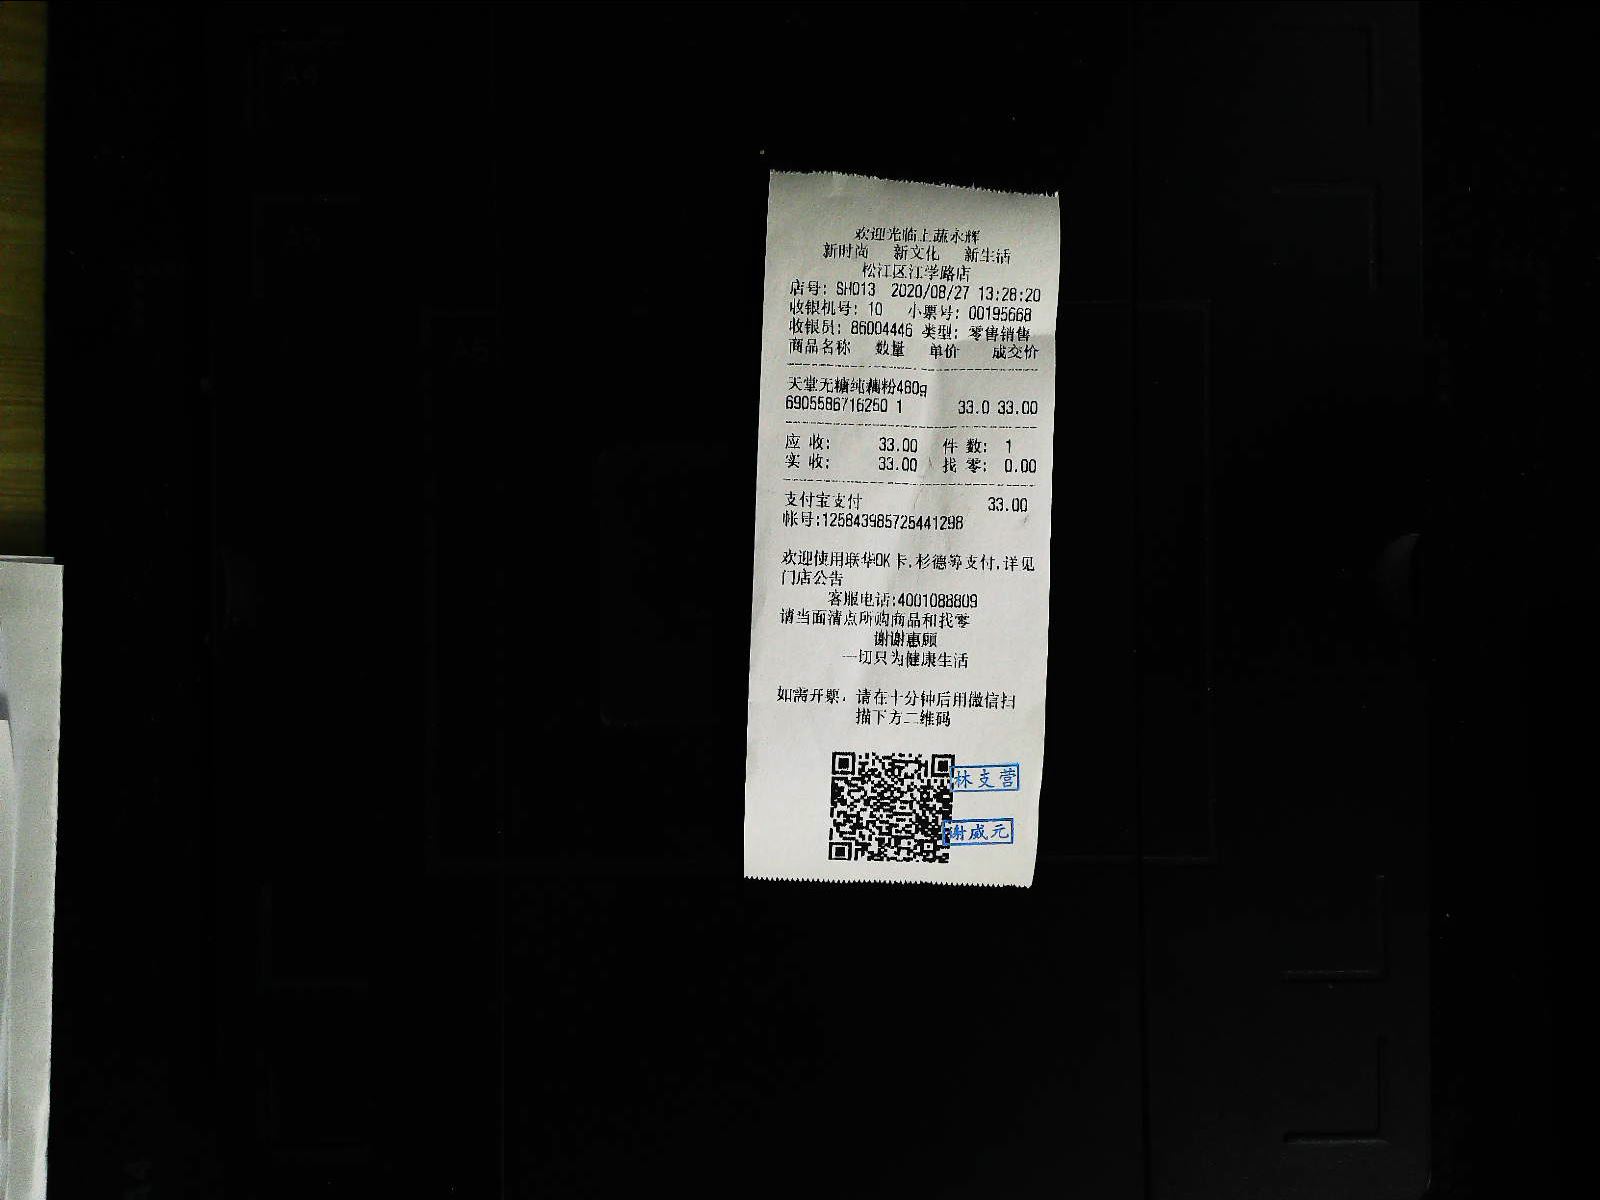 欢迎光临上蔬永辉
新时尚 新文化 新生活
松江区江学路店
店号: SH013 2020/08/27 13:28:20
收银机号: 10 小票号: 00195668
收银员: 86004446 类型: 零售销售
商品名称 数量 单价 成交价
天堂无糖纯藕粉480g
6905586716250 1 33.0 33.00
应 收: 33.00 件 数: 1
实 收: 33.00 找 零: 0.00
支付宝支付 33.00
帐号:125843985725441298
欢迎使用联华OK卡,杉德等支付,详见
门店公告
客服电话:4001088809
请当面清点所购商品和找零
谢谢惠顾
一切只为健康生活
如需开票，请在十分钟后用微信扫
描下方二维码
林支营
谢威元
A4
A5